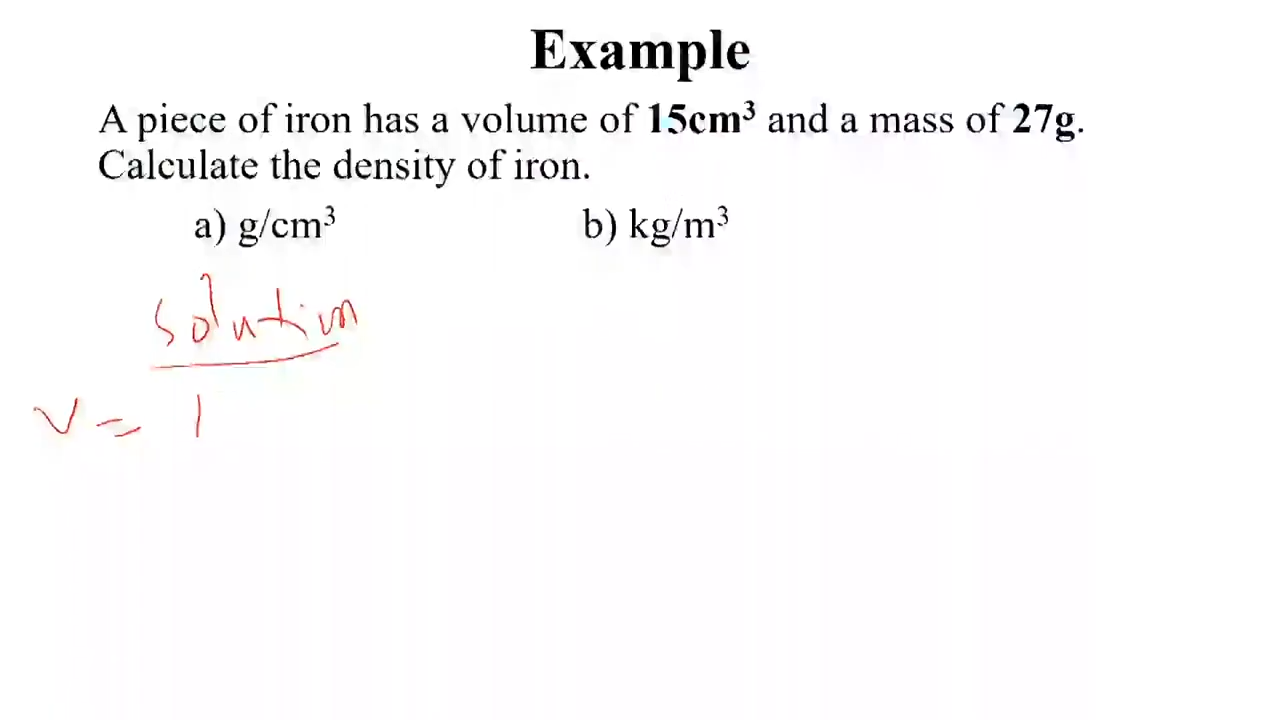 Example
A piece of iron has a volume of 15cm³ and a mass of 27g.
Calculate the density of iron.
a) g/cm³ b) kg/m³
Solution
V = 1